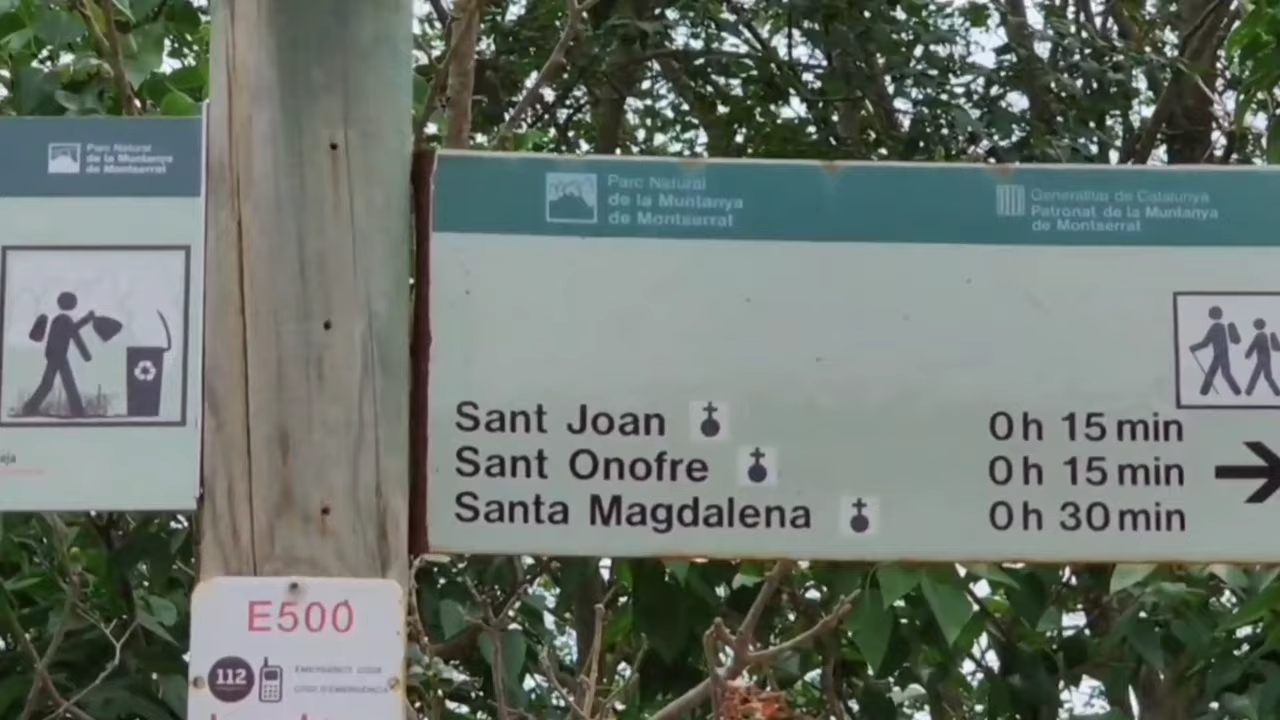 Parc Natural
de la Muntanya
de Montserrat
aja
Parc Natural
de la Muntanya
de Montserrat
Generalitat de Catalunya
Patronat de la Muntanya
de Montserrat
Sant Joan 0 h 15 min
Sant Onofre 0 h 15 min
Santa Magdalena 0 h 30 min
E500
112
EMERGENCY CODE
CODI D'EMERGÈNCIA